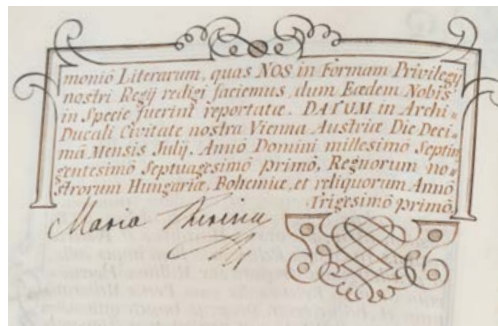 monio Literarum, quas NOS in Formam Privilegij
nostri Regij redigi faciemus, dum Eædem Nobis
in Specie fuerint reportatæ. DATUM in Archi-
Ducali Civitate nostra Vienna Austriæ Die Deci-
mâ Mensis Julij. Annô Domini millesimô Septin
gentesimô Septuagesimô primô, Regnorum no-
strorum Hungariæ, Bohemiæ, et reliquorum Annô
Trigesimô primô.
Maria Theresia